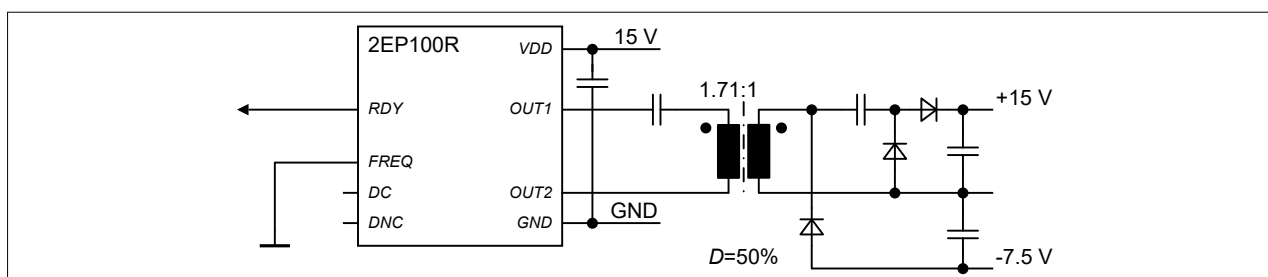 2EP100R
VDD
15 V
1.71:1
+15 V
RDY
OUT1
FREQ
DC
OUT2
DNC
GND
GND
D=50%
-7.5 V